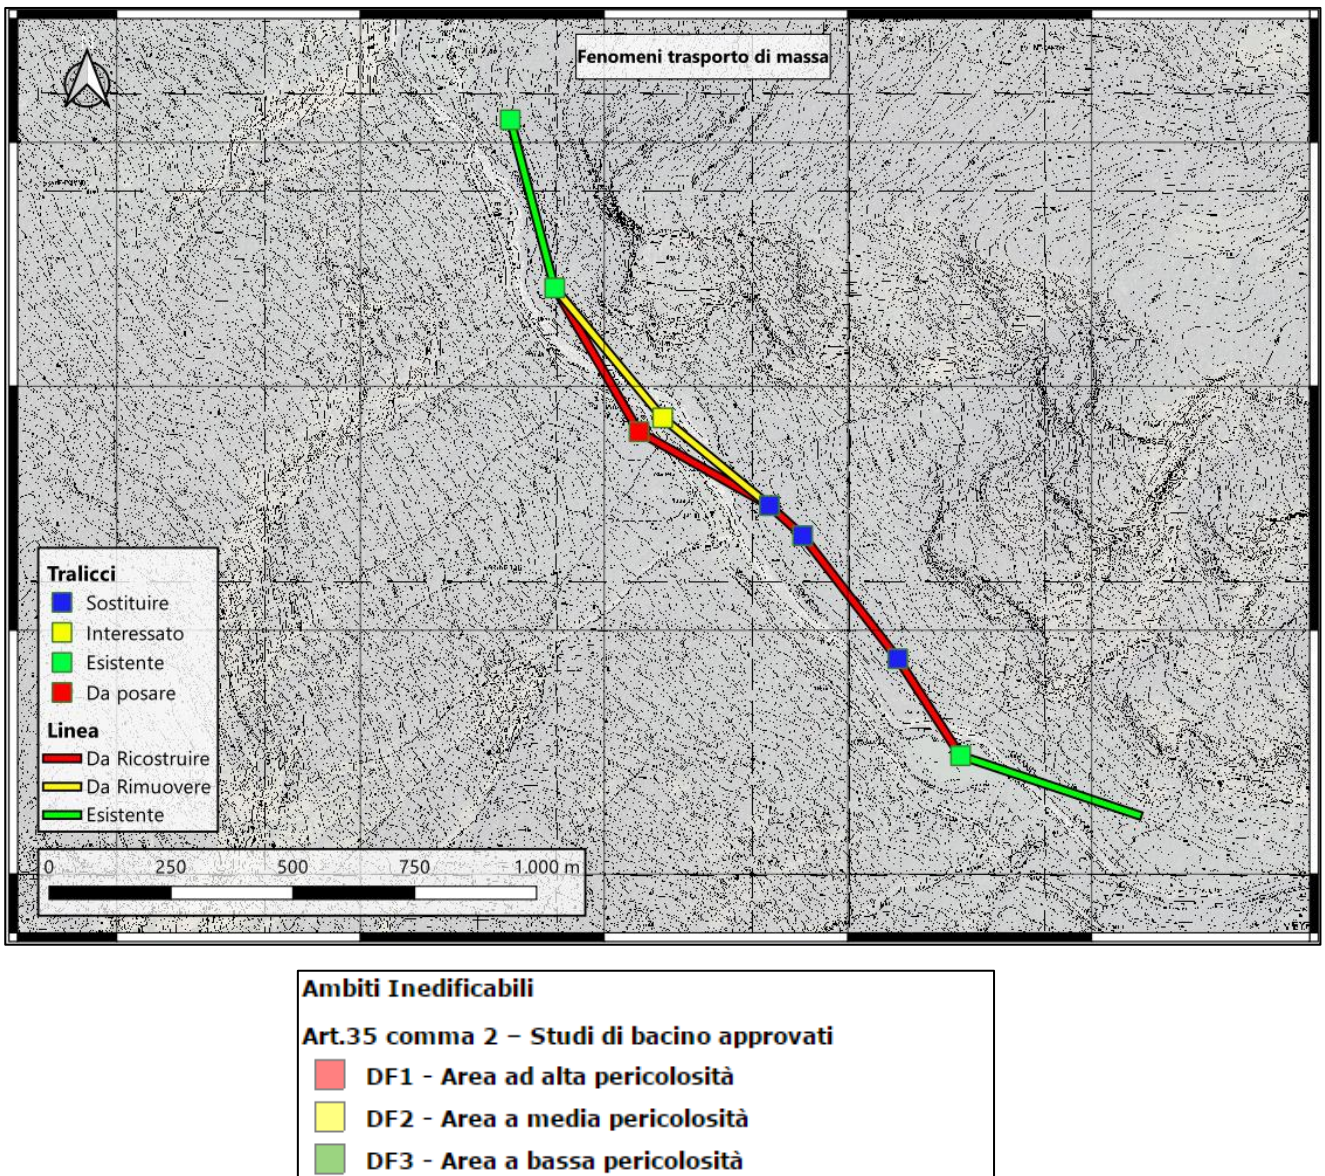 Fenomeni trasporto di massa
Tralicci
Sostituire
Interessato
Esistente
Da posare
Linea
Da Ricostruire
Da Rimuovere
Esistente
0 250 500 750 1.000 m
Ambiti Inedificabili
Art.35 comma 2 – Studi di bacino approvati
DF1 - Area ad alta pericolosità
DF2 - Area a media pericolosità
DF3 - Area a bassa pericolosità